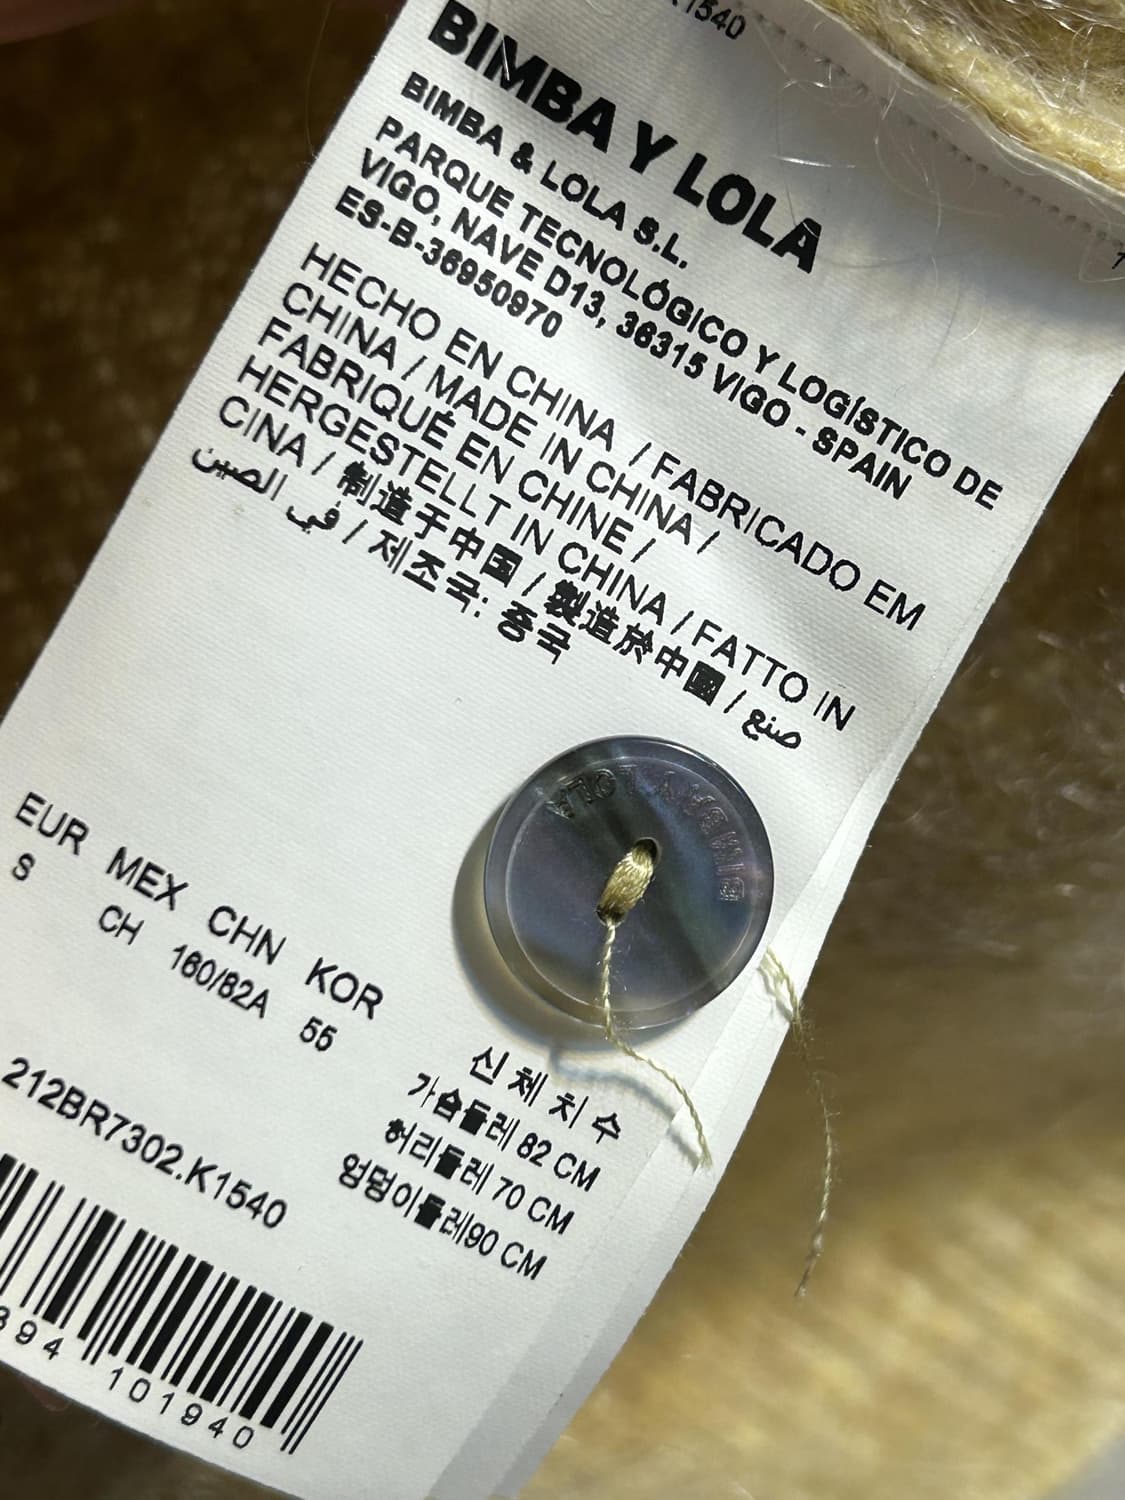 K1540
BIMBA Y LOLA
BIMBA & LOLA S.L.
PARQUE TECNOLÓGICO Y LOGÍSTICO DE
VIGO, NAVE D13, 36315 VIGO - SPAIN
ES-B-36950970
HECHO EN CHINA / FABRICADO EM
CHINA / MADE IN CHINA /
FABRIQUÉ EN CHINE /
HERGESTELLT IN CHINA / FATTO IN
CINA / 制造于中国 / 製造於中國 / صنع
في الصين / 제조국: 중국
BIMBA Y LOLA
EUR MEX CHN KOR
S CH 160/82A 55
신체치수
가슴둘레 82 CM
허리둘레 70 CM
엉덩이둘레90 CM
212BR7302.K1540
394 101940